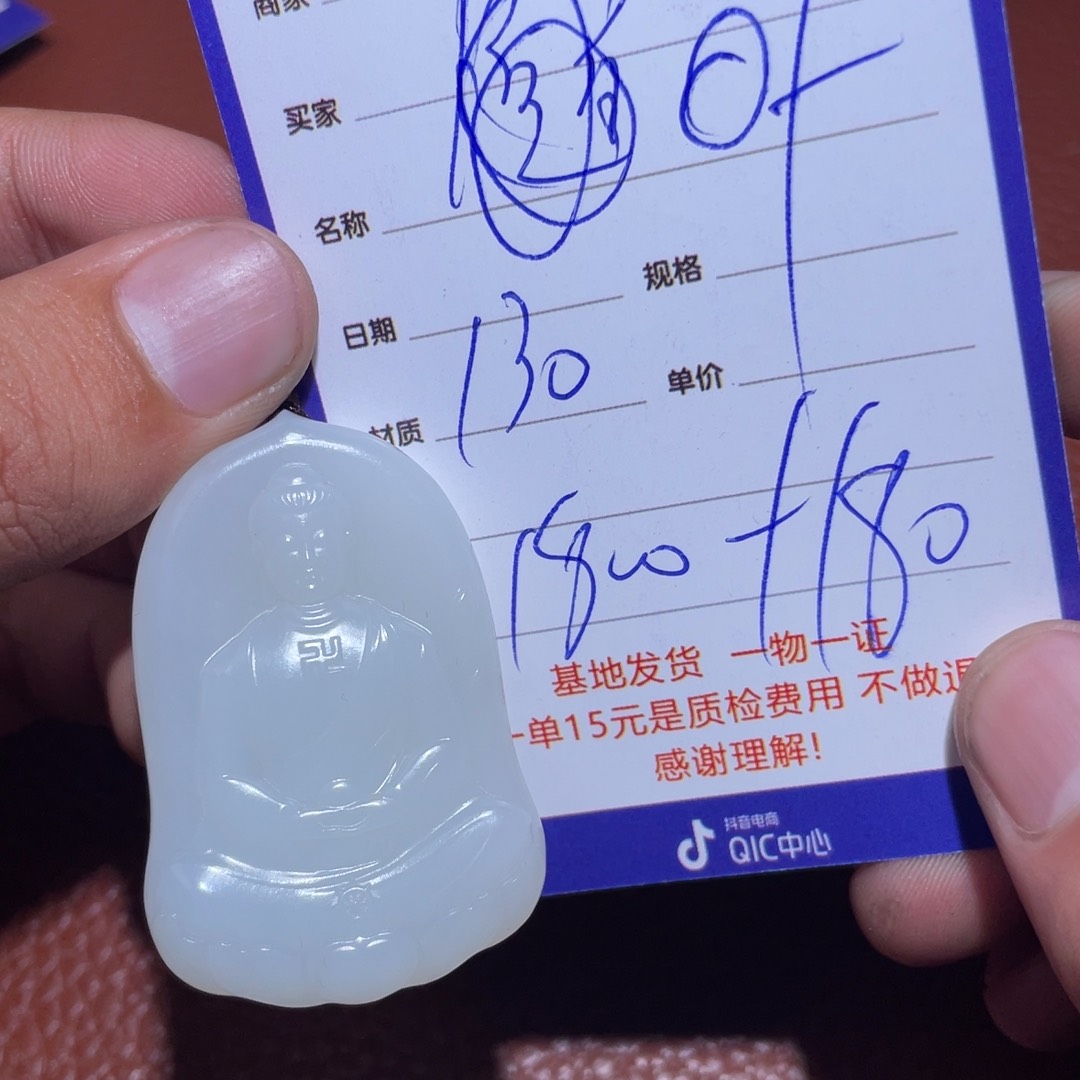 商家
买家
名称
规格
日期
130
单价
材质
1800 + 180
基地发货 一物一证
一单15元是质检费用 不做退
感谢理解!
抖音电商
QIC中心